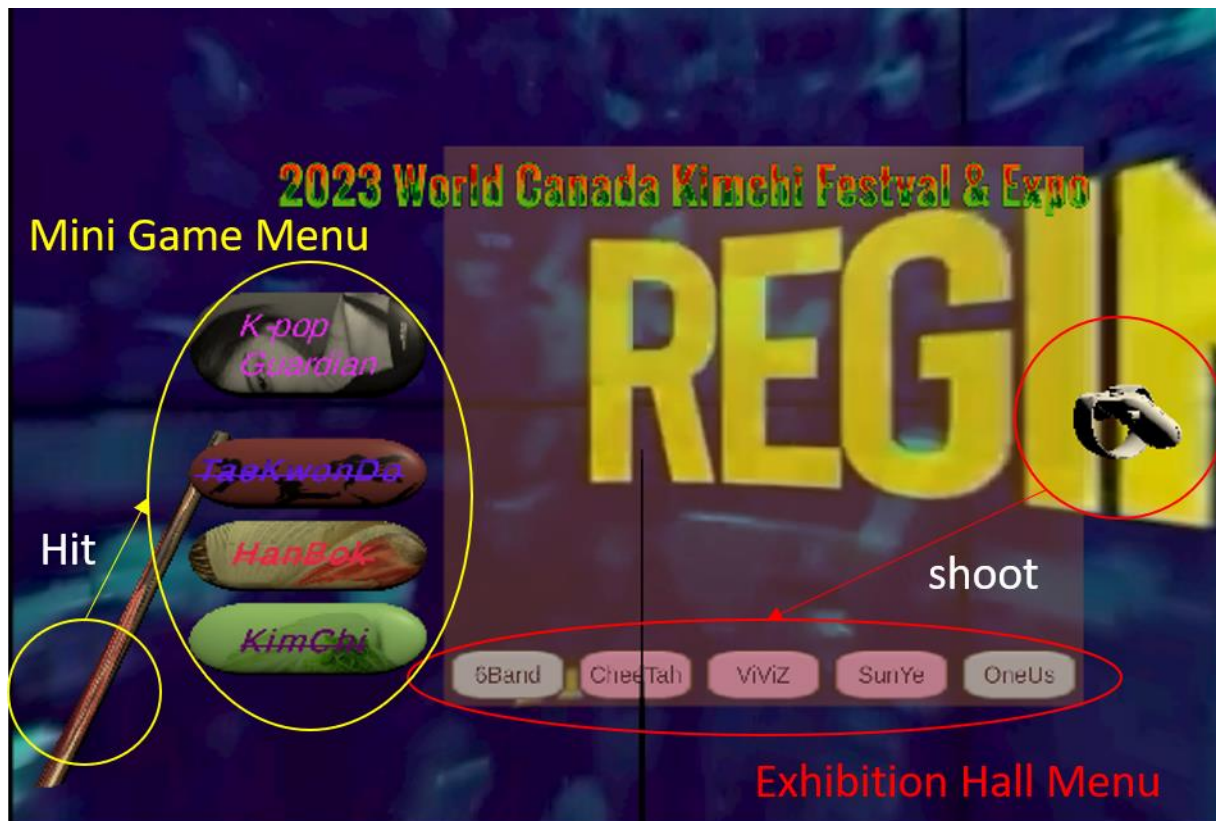 2023 World Canada Kimchi Festval & Expo
Mini Game Menu
REGI
K-pop
Guardian
TaeKwonDo
HanBok
KimChi
Hit
shoot
6Band
CheeTah
ViViZ
SunYe
OneUs
Exhibition Hall Menu